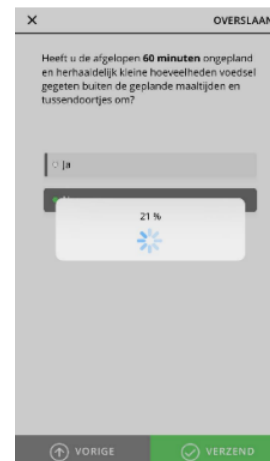 ✕ OVERSLAAN
Heeft u de afgelopen 60 minuten ongepland
en herhaaldelijk kleine hoeveelheden voedsel
gegeten buiten de geplande maaltijden en
tussendoortjes om?
Ja
21 %
VORIGE VERZEND